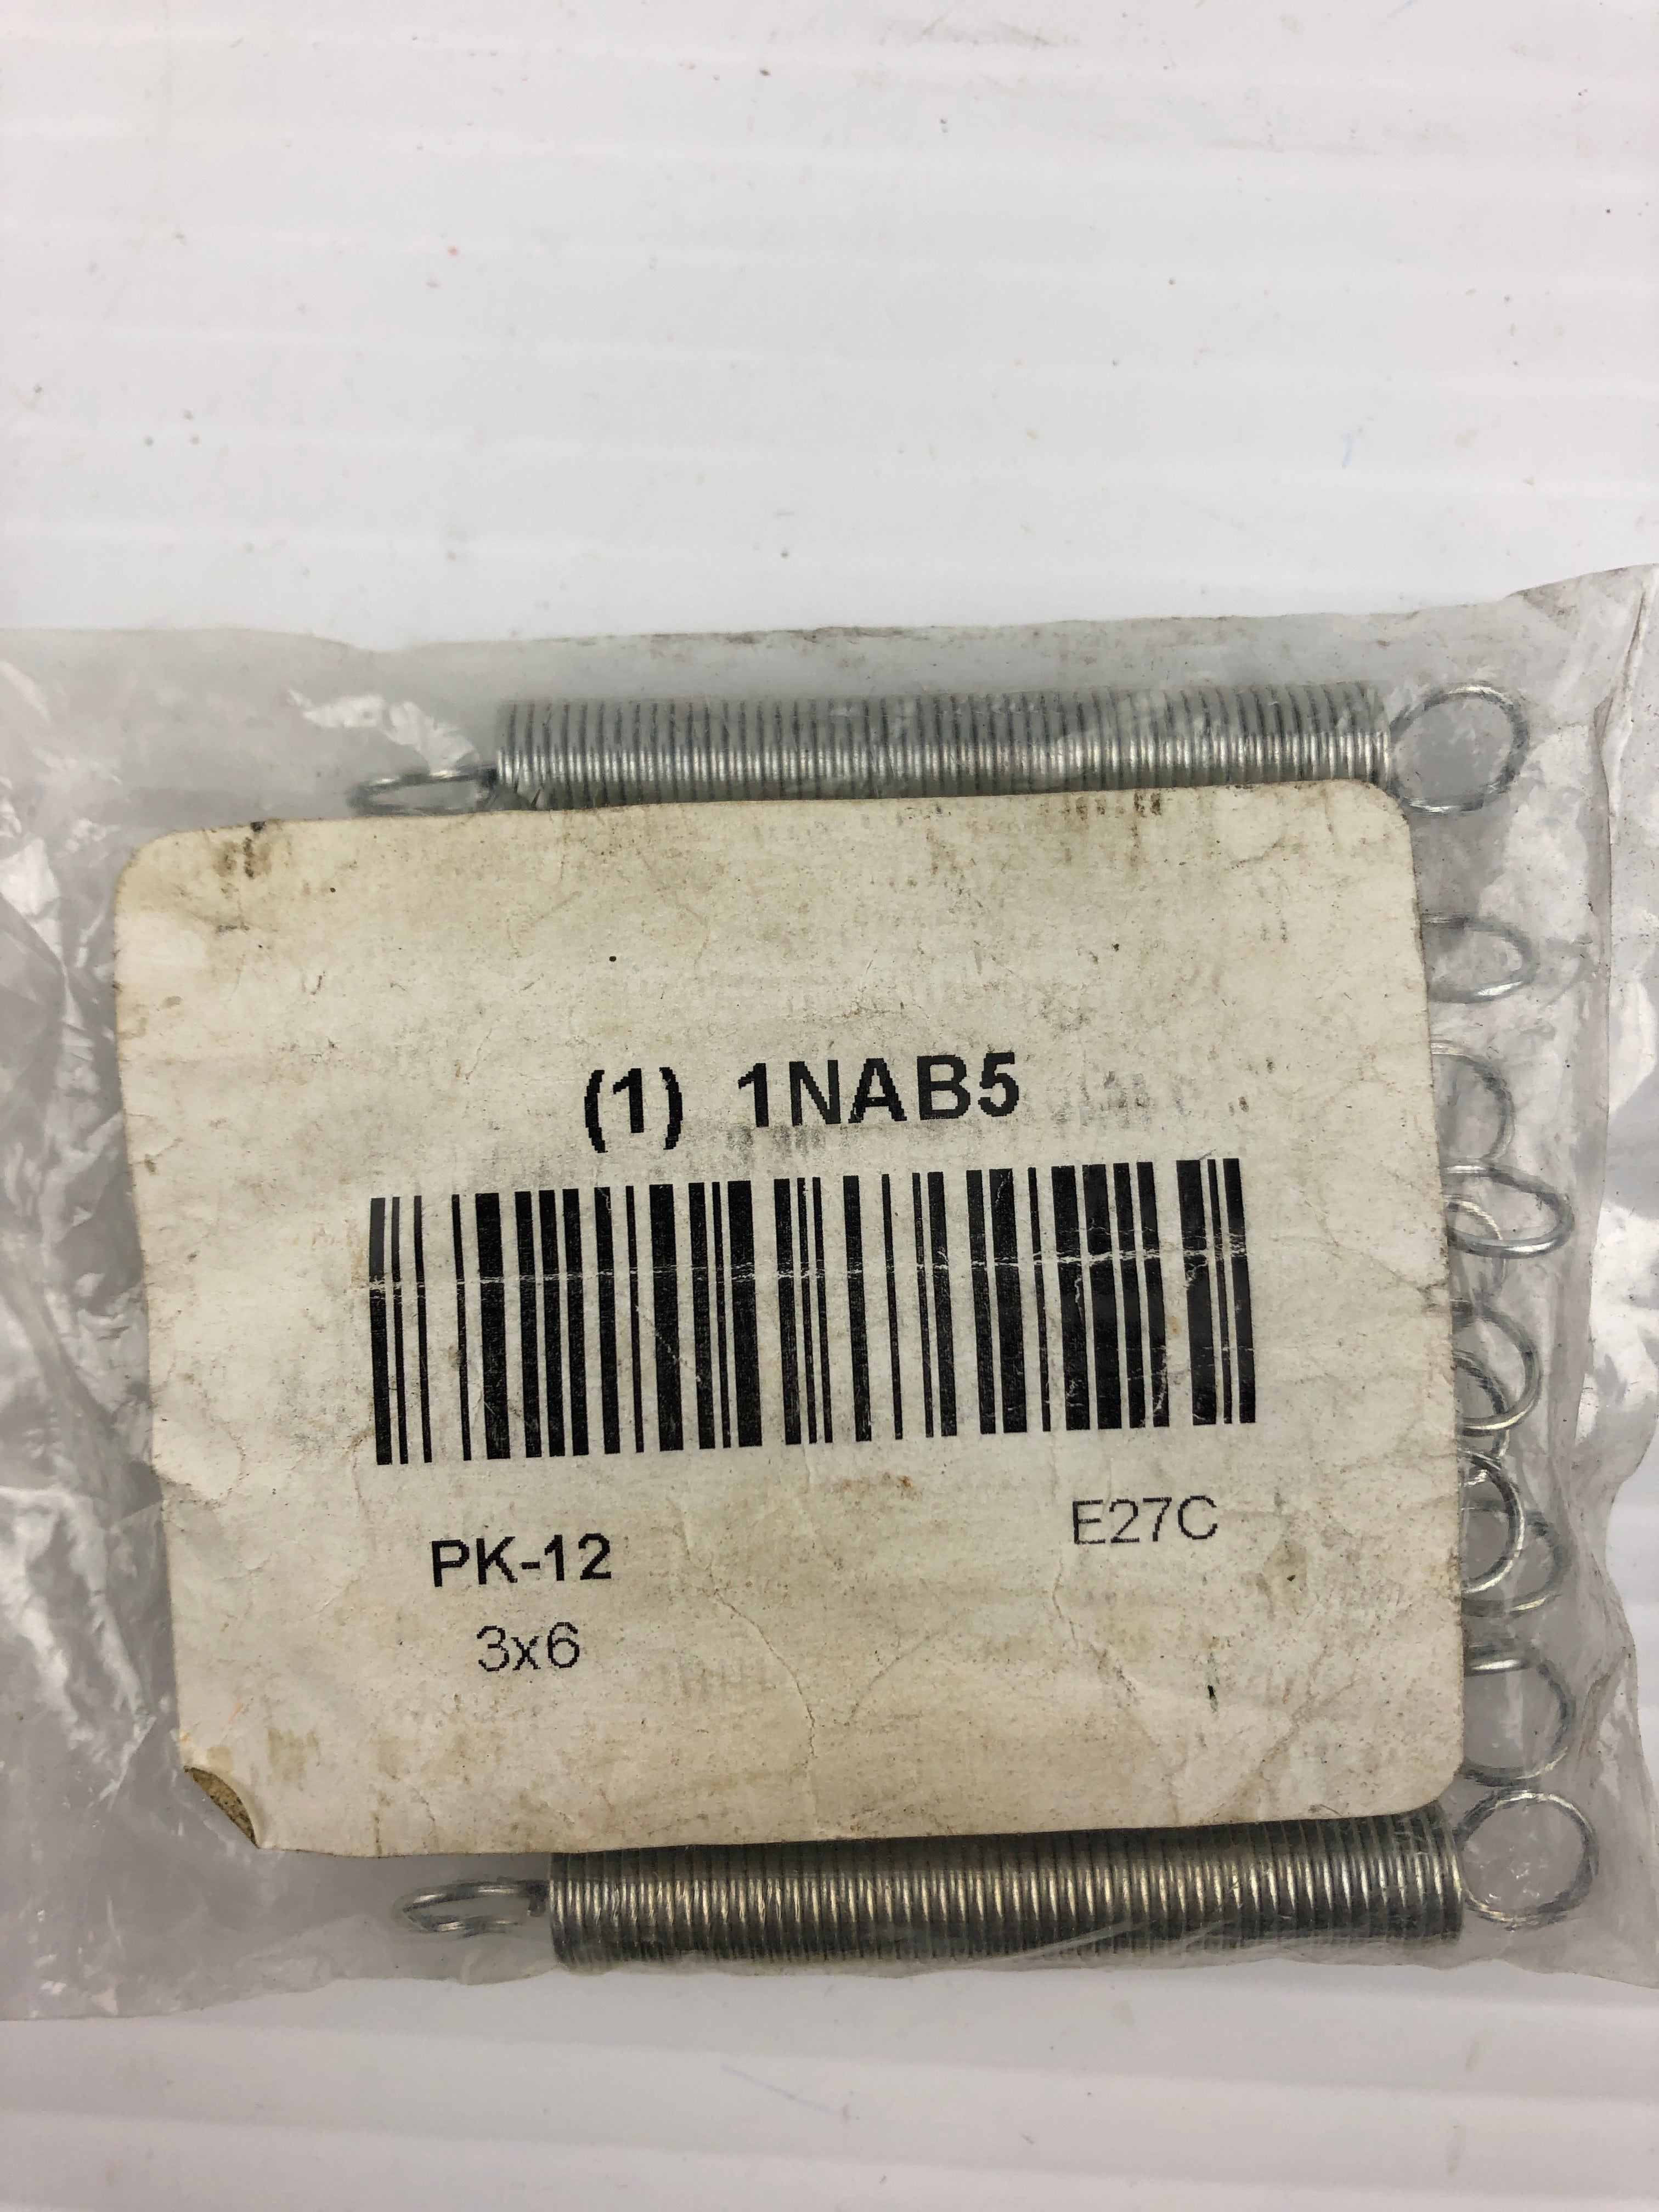 (1) 1NAB5
PK-12
E27C
3x6